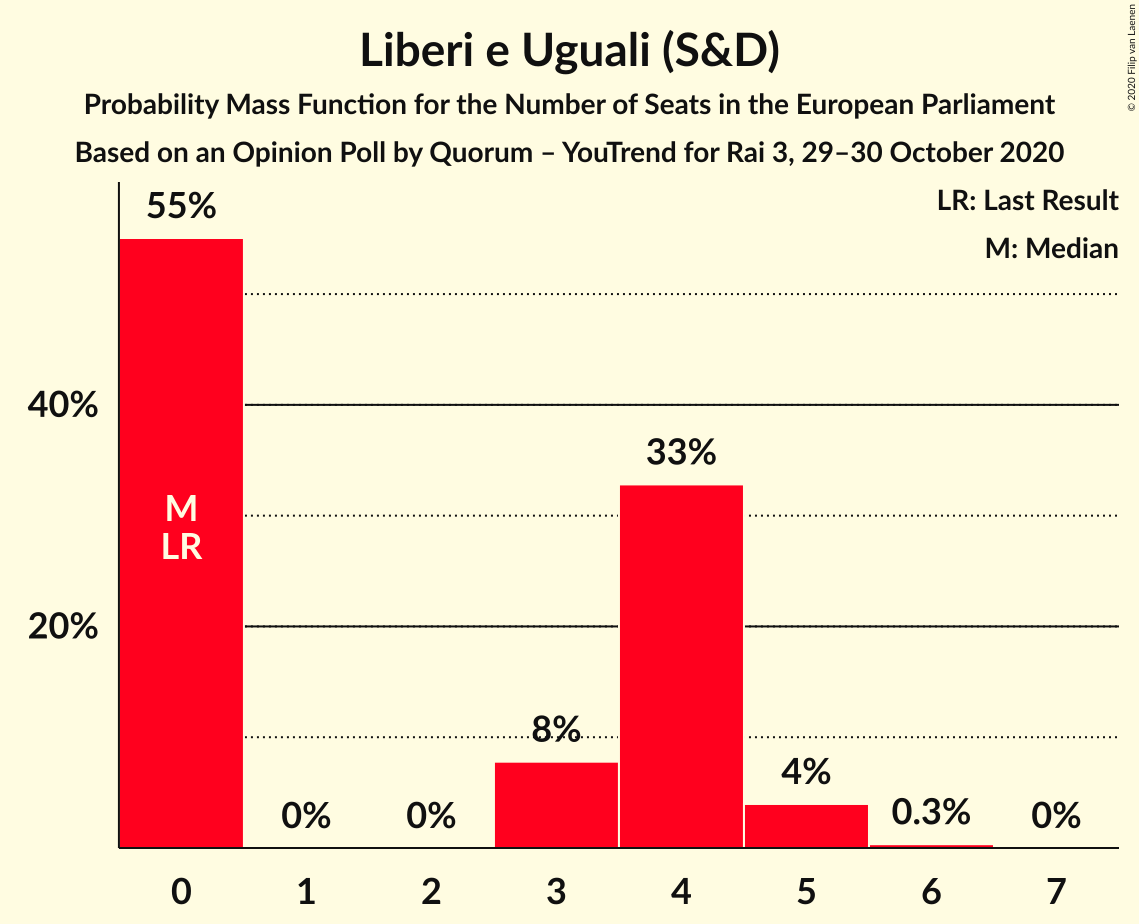 Liberi e Uguali (S&D)
Probability Mass Function for the Number of Seats in the European Parliament
Based on an Opinion Poll by Quorum – YouTrend for Rai 3, 29–30 October 2020
© 2020 Filip van Laenen
LR: Last Result
M: Median
55%
40%
33%
M
LR
20%
8%
4%
0%
0%
0.3%
0%
0 1 2 3 4 5 6 7